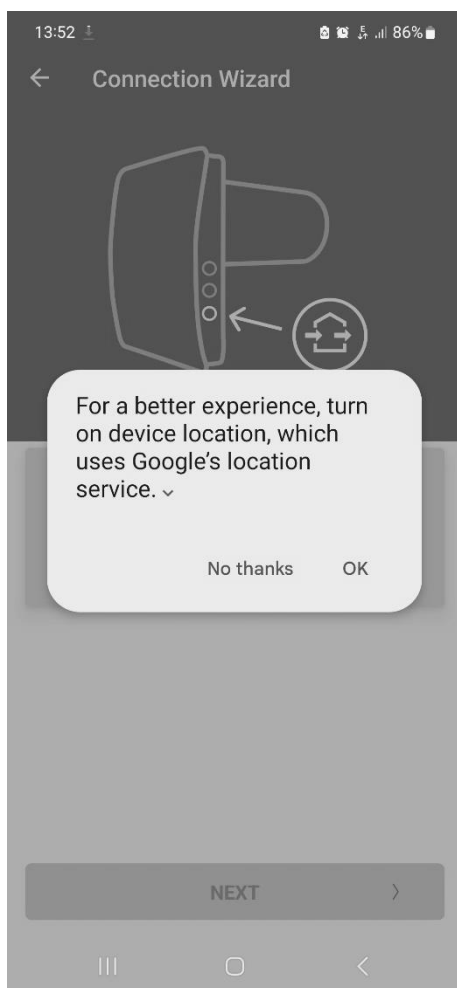 13:52
86%
Connection Wizard
For a better experience, turn
on device location, which
uses Google's location
service.
No thanks
OK
NEXT